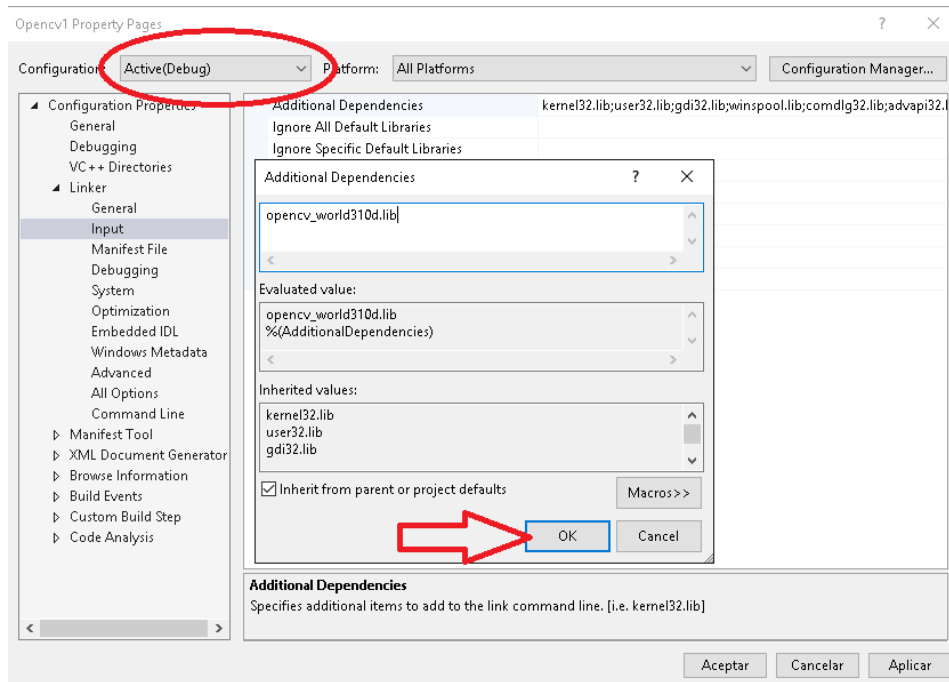 Opencv1 Property Pages
? ×
Configuration: Active(Debug) Platform: All Platforms Configuration Manager...
Configuration Properties
General
Debugging
VC++ Directories
Linker
General
Input
Manifest File
Debugging
System
Optimization
Embedded IDL
Windows Metadata
Advanced
All Options
Command Line
Manifest Tool
XML Document Generator
Browse Information
Build Events
Custom Build Step
Code Analysis
Additional Dependencies kernel32.lib;user32.lib;gdi32.lib;winspool.lib;comdlg32.lib;advapi32.l
Ignore All Default Libraries
Ignore Specific Default Libraries
Additional Dependencies ? ×
opencv_world310d.lib
Evaluated value:
opencv_world310d.lib
%(AdditionalDependencies)
Inherited values:
kernel32.lib
user32.lib
gdi32.lib
Inherit from parent or project defaults
Macros>>
OK Cancel
Additional Dependencies
Specifies additional items to add to the link command line. [i.e. kernel32.lib]
Aceptar Cancelar Aplicar